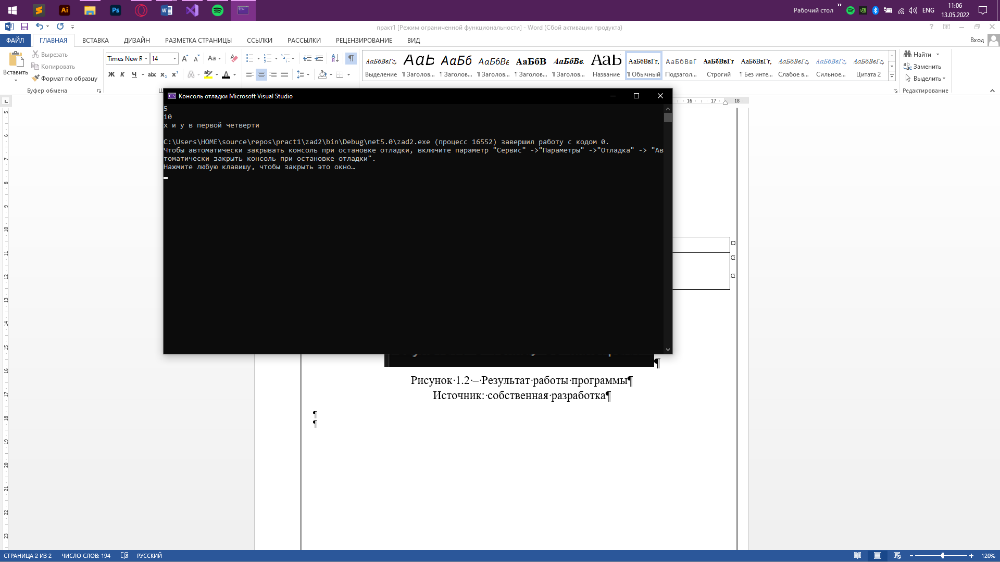 Рабочий стол
»
ENG
11:06
13.05.2022
практ1 [Режим ограниченной функциональности] - Word (Сбой активации продукта)
ФАЙЛ ГЛАВНАЯ ВСТАВКА ДИЗАЙН РАЗМЕТКА СТРАНИЦЫ ССЫЛКИ РАССЫЛКИ РЕЦЕНЗИРОВАНИЕ ВИД
Вход
Вставить
Вырезать
Копировать
Формат по образцу
Буфер обмена
Times New R 14
Ж К Ч
АаБбВвГг, АаБ АаБб АаБбВе АаБбВ АаБбВв. АаБ АаБбВвГг, АаБбВвГ АаБбВвГг АаБбВвГг, АаБбВвГг, АаБбВвГг, АаБбВвГг,
Выделение ¶ Заголов... ¶ Заголов... ¶ Заголов... ¶ Заголов... ¶ Заголов... Название ¶ Обычный Подзагол... Строгий ¶ Без инте... Слабое в... Сильное... Цитата 2
Найти
Заменить
Выделить
Редактирование
Консоль отладки Microsoft Visual Studio
5
10
x и y в первой четверти
C:\Users\HOME\source\repos\pract1\zad2\bin\Debug\net5.0\zad2.exe (процесс 16552) завершил работу с кодом 0.
Чтобы автоматически закрывать консоль при остановке отладки, включите параметр "Сервис" ->"Параметры" ->"Отладка" -> "Ав
томатически закрыть консоль при остановке отладки".
Нажмите любую клавишу, чтобы закрыть это окно…
16 17 18
Рисунок·1.2·–·Результат·работы·программы¶
Источник:·собственная·разработка¶
¶
¶
СТРАНИЦА 2 ИЗ 2 ЧИСЛО СЛОВ: 194 РУССКИЙ
120%